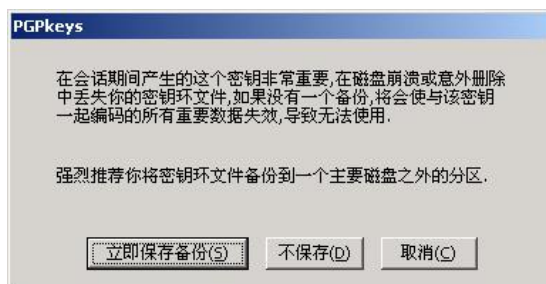 PGPkeys
在会话期间产生的这个密钥非常重要,在磁盘崩溃或意外删除
中丢失你的密钥环文件,如果没有一个备份,将会使与该密钥
一起编码的所有重要数据失效,导致无法使用.
强烈推荐你将密钥环文件备份到一个主要磁盘之外的分区.
立即保存备份(S) 不保存(D) 取消(C)